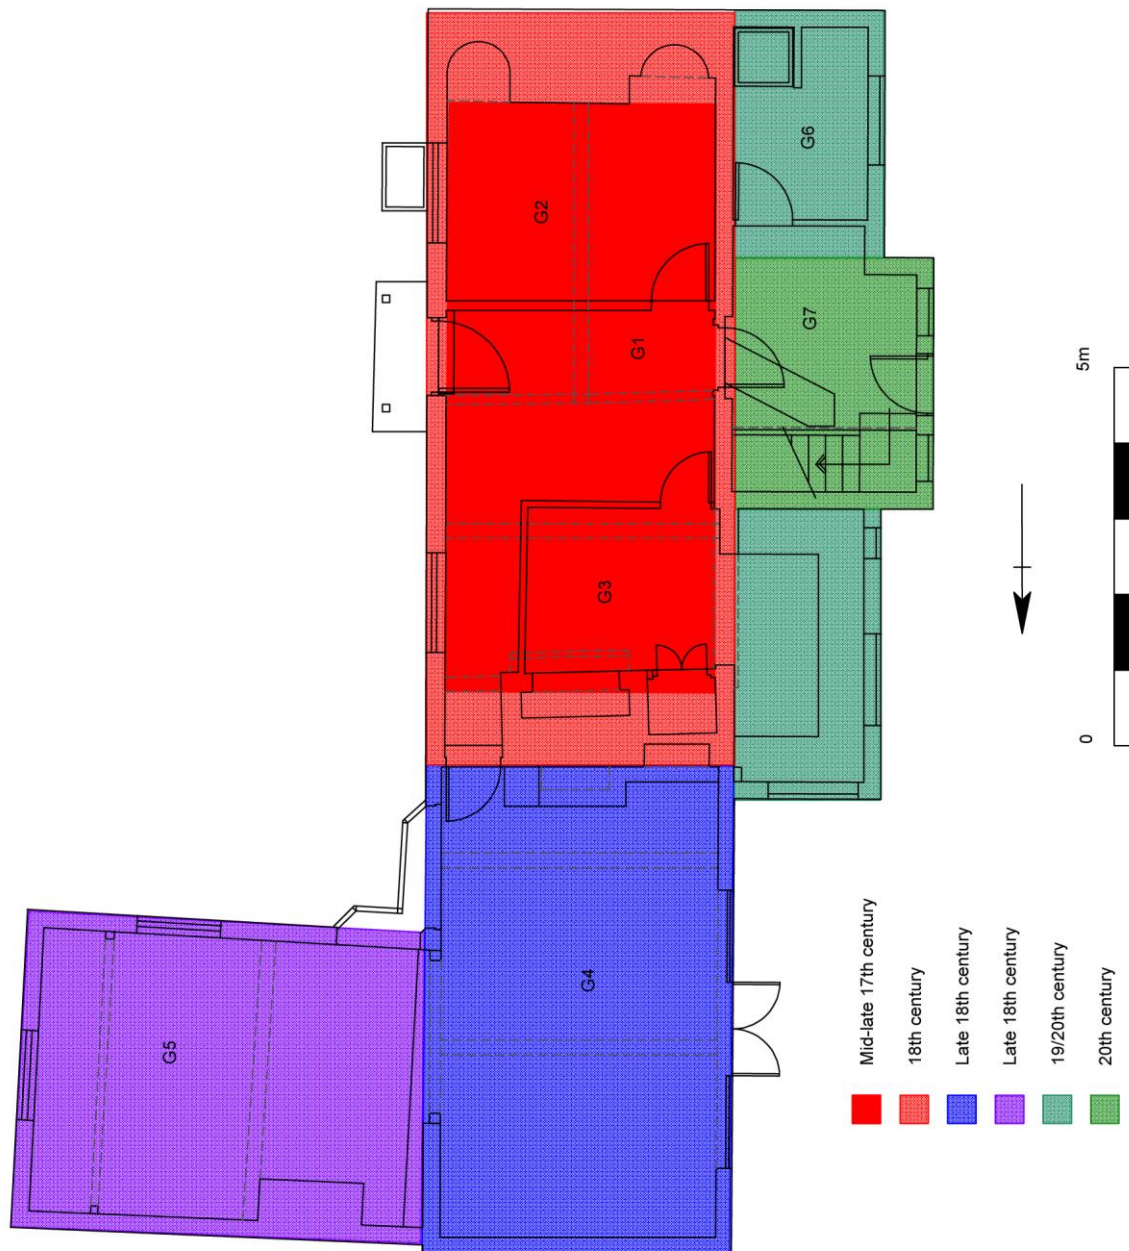 G2
G6
G1
G7
G3
G4
G5
0
5m
Mid-late 17th century
18th century
Late 18th century
Late 18th century
19/20th century
20th century